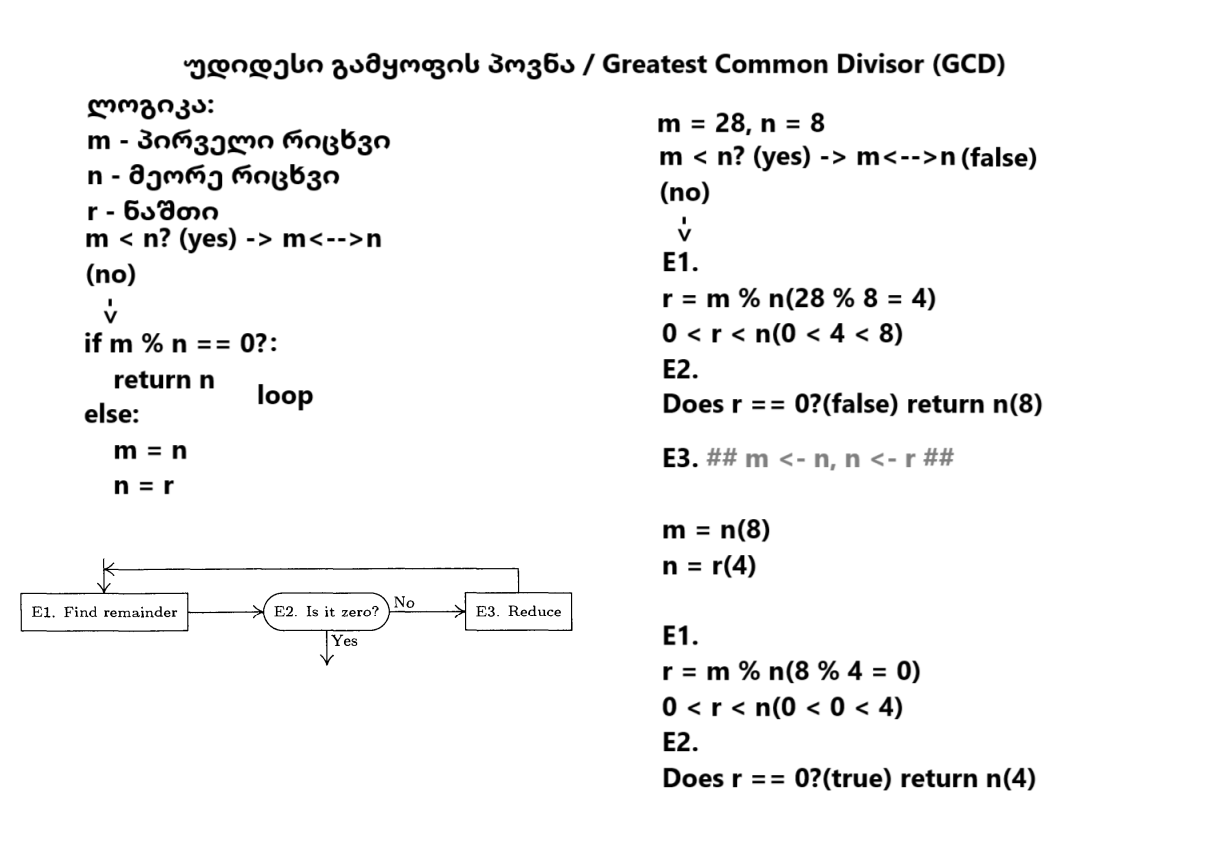 უდიდესი გამყოფის პოვნა / Greatest Common Divisor (GCD)
ლოგიკა:
m - პირველი რიცხვი
n - მეორე რიცხვი
r - ნაშთი
m < n? (yes) -> m<-->n
(no)
if m % n == 0?:
return n
loop
else:
m = n
n = r
E1. Find remainder
E2. Is it zero?
No
E3. Reduce
Yes
m = 28, n = 8
m < n? (yes) -> m<-->n (false)
(no)
E1.
r = m % n(28 % 8 = 4)
0 < r < n(0 < 4 < 8)
E2.
Does r == 0?(false) return n(8)
E3. ## m <- n, n <- r ##
m = n(8)
n = r(4)
E1.
r = m % n(8 % 4 = 0)
0 < r < n(0 < 0 < 4)
E2.
Does r == 0?(true) return n(4)